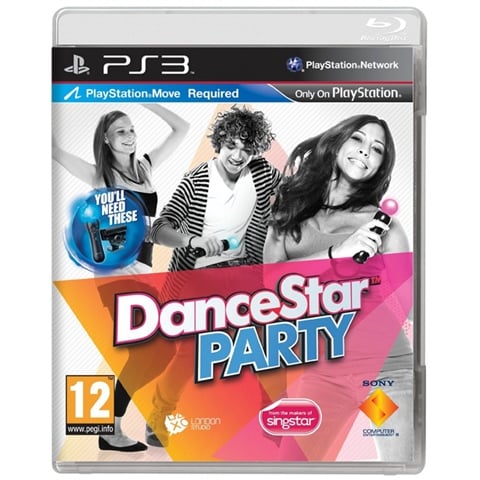 Blu-ray Disc
PS3
PlayStation®Network
PlayStation®Move Required
Only On PlayStation®
YOU'LL
NEED
THESE
DanceStar™
PARTY
12
www.pegi.info
LONDON
STUDIO
from the makers of
singstar
SONY
COMPUTER
ENTERTAINMENT ®